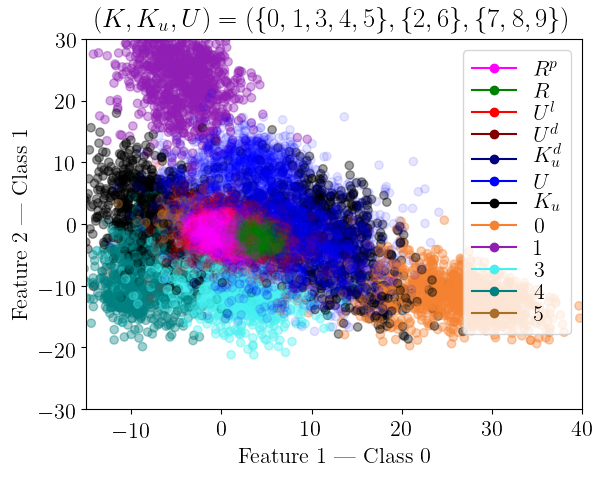 (K, K_u, U) = ({0, 1, 3, 4, 5}, {2, 6}, {7, 8, 9})
30
20
10
0
−10
−20
−30
Feature 2 — Class 1
R^p
R
U^l
U^d
K_u^d
U
K_u
0
1
3
4
5
−10
0
10
20
30
40
Feature 1 — Class 0